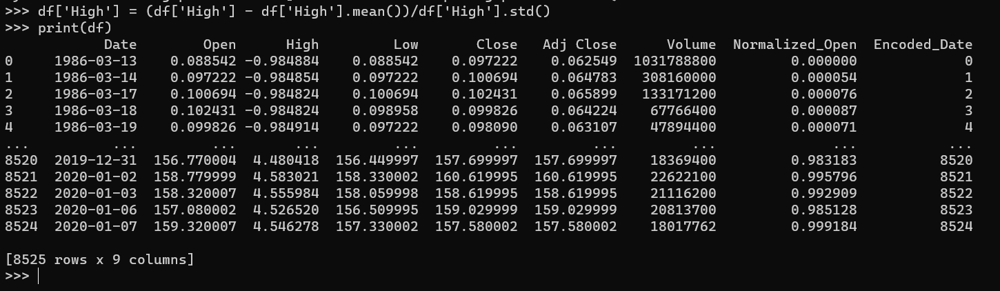 >>> df['High'] = (df['High'] - df['High'].mean())/df['High'].std()
>>> print(df)
            Date        Open      High         Low       Close   Adj Close      Volume  Normalized_Open  Encoded_Date
0     1986-03-13    0.088542 -0.984884    0.088542    0.097222    0.062549  1031788800         0.000000             0
1     1986-03-14    0.097222 -0.984854    0.097222    0.100694    0.064783   308160000         0.000054             1
2     1986-03-17    0.100694 -0.984824    0.100694    0.102431    0.065899   133171200         0.000076             2
3     1986-03-18    0.102431 -0.984824    0.098958    0.099826    0.064224    67766400         0.000087             3
4     1986-03-19    0.099826 -0.984914    0.097222    0.098090    0.063107    47894400         0.000071             4
...          ...         ...       ...         ...         ...         ...         ...              ...           ...
8520  2019-12-31  156.770004  4.480418  156.449997  157.699997  157.699997    18369400         0.983183          8520
8521  2020-01-02  158.779999  4.583021  158.330002  160.619995  160.619995    22622100         0.995796          8521
8522  2020-01-03  158.320007  4.555984  158.059998  158.619995  158.619995    21116200         0.992909          8522
8523  2020-01-06  157.080002  4.526520  156.509995  159.029999  159.029999    20813700         0.985128          8523
8524  2020-01-07  159.320007  4.546278  157.330002  157.580002  157.580002    18017762         0.999184          8524
[8525 rows x 9 columns]
>>>